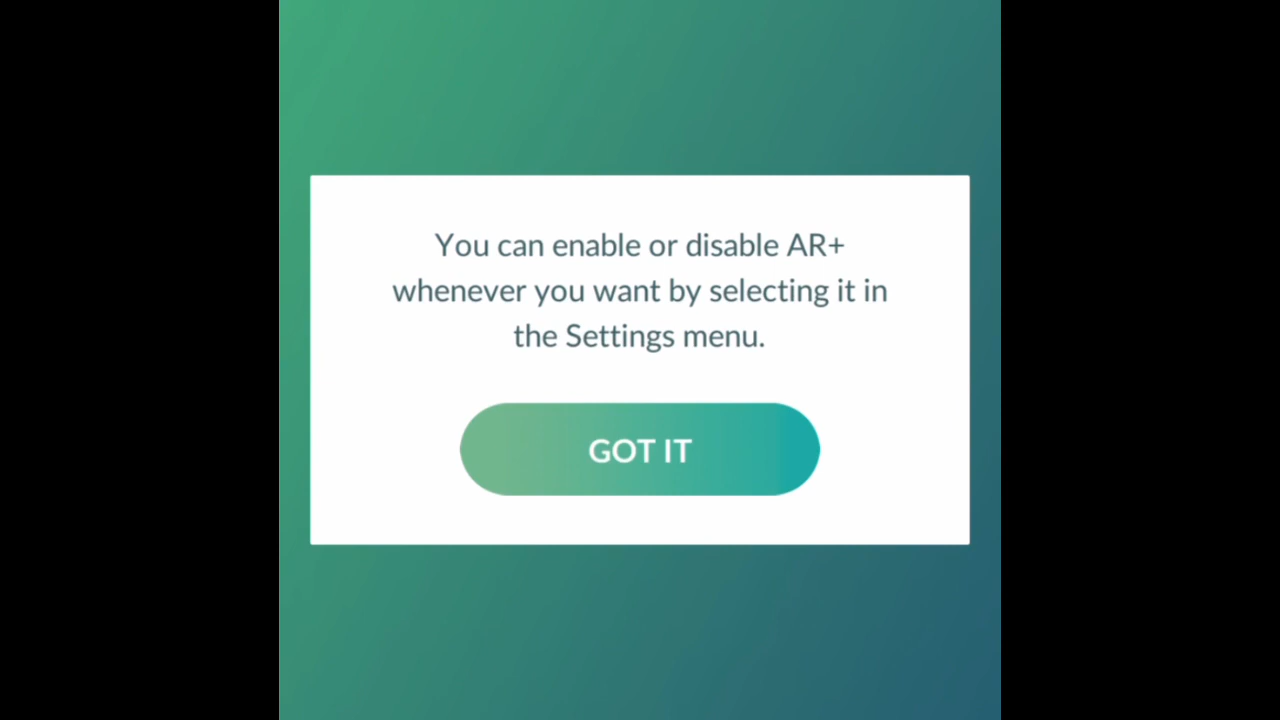 You can enable or disable AR+
whenever you want by selecting it in
the Settings menu.
GOT IT